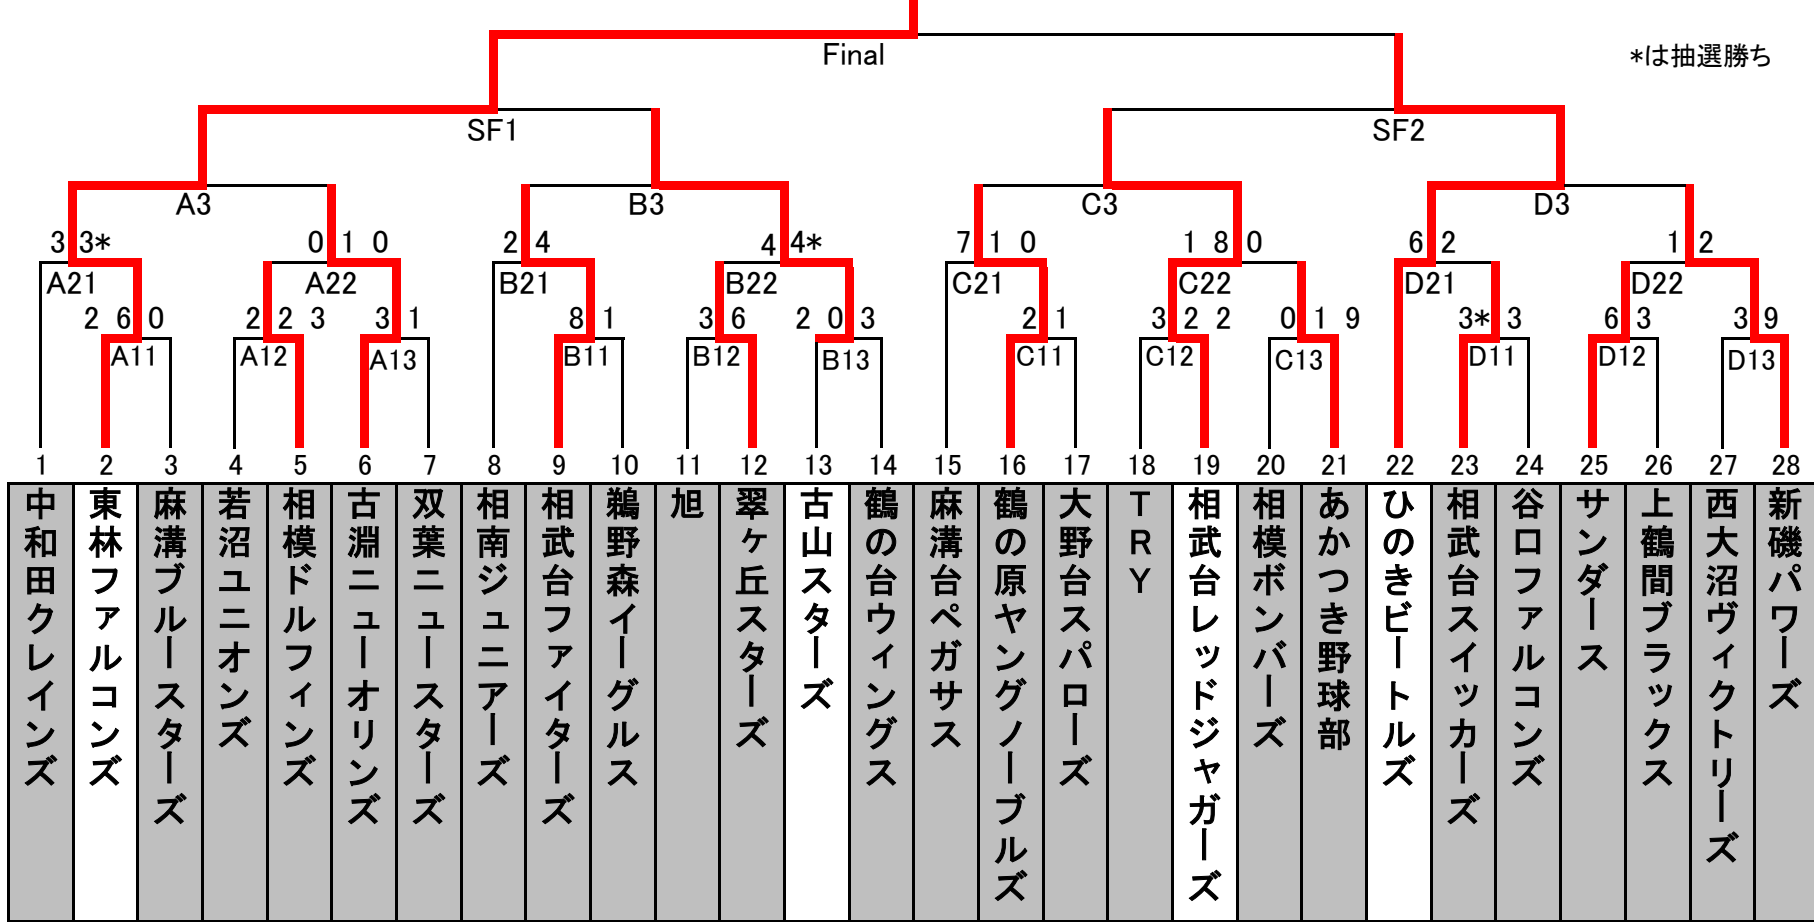 Final
*は抽選勝ち
SF1
SF2
A3
B3
C3
D3
3 3* 0 1 0 2 4 4 4* 7 1 0 1 8 0 6 2 1 2
A21 A22 B21 B22 C21 C22 D21 D22
2 6 0 2 2 3 3 1 8 1 3 6 2 0 3 2 1 3 2 2 0 1 9 3* 3 6 3 3 9
A11 A12 A13 B11 B12 B13 C11 C12 C13 D11 D12 D13
1 2 3 4 5 6 7 8 9 10 11 12 13 14 15 16 17 18 19 20 21 22 23 24 25 26 27 28
中和田クレインズ
東林ファルコンズ
麻溝ブルースターズ
若沼ユニオンズ
相模ドルフィンズ
古淵ニューオリンズ
双葉ニュースターズ
相南ジュニアーズ
相武台ファイターズ
鵜野森イーグルス
旭
翠ヶ丘スターズ
古山スターズ
鶴の台ウィングス
麻溝台ペガサス
鶴の原ヤングノーブルズ
大野台スパローズ
TRY
相武台レッドジャガーズ
相模ボンバーズ
あかつき野球部
ひのきビートルズ
相武台スイッカーズ
谷口ファルコンズ
サンダース
上鶴間ブラックス
西大沼ヴィクトリーズ
新磯パワーズ